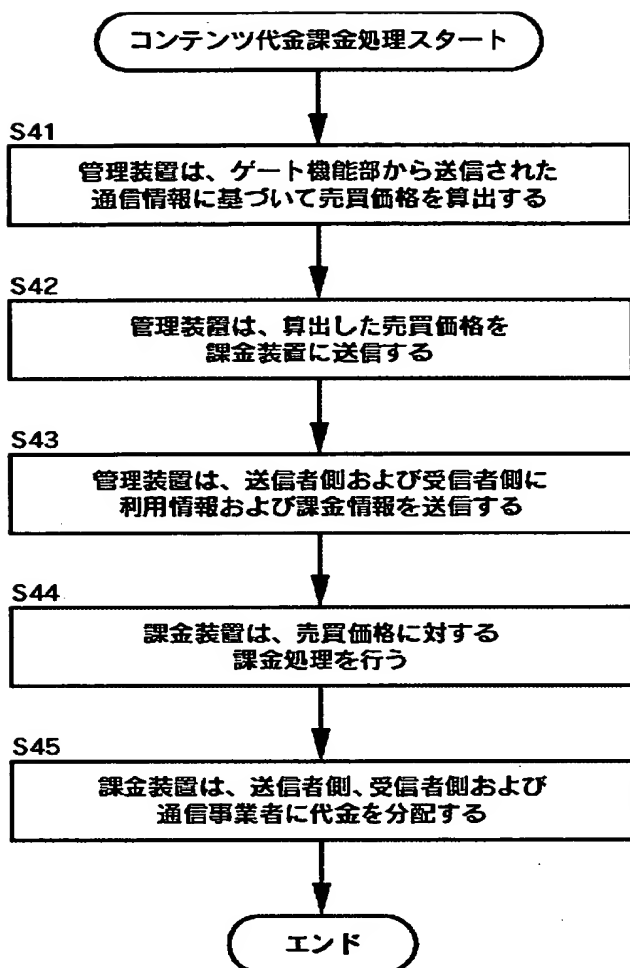 コンテンツ代金課金処理スタート
S41
管理装置は、ゲート機能部から送信された
通信情報に基づいて売買価格を算出する
S42
管理装置は、算出した売買価格を
課金装置に送信する
S43
管理装置は、送信者側および受信者側に
利用情報および課金情報を送信する
S44
課金装置は、売買価格に対する
課金処理を行う
S45
課金装置は、送信者側、受信者側および
通信事業者に代金を分配する
エンド